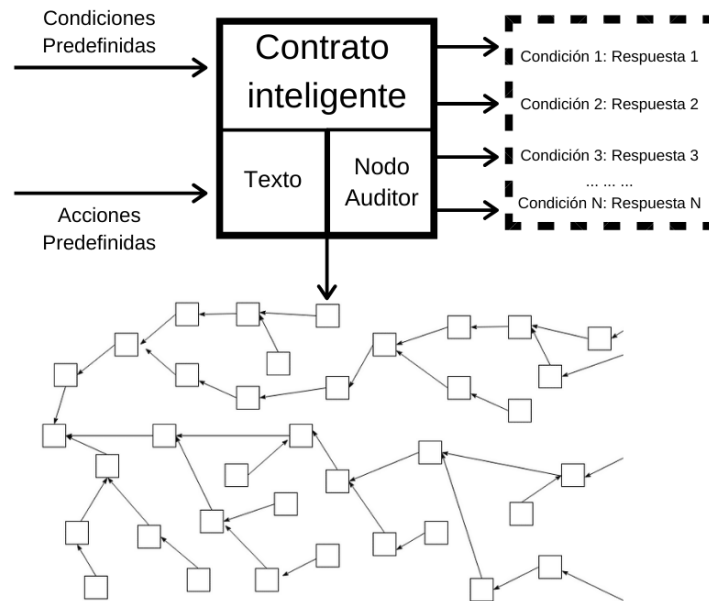 Condiciones
Predefinidas
Contrato
inteligente
Texto
Nodo
Auditor
Acciones
Predefinidas
Condición 1: Respuesta 1
Condición 2: Respuesta 2
Condición 3: Respuesta 3
... ... ...
Condición N: Respuesta N